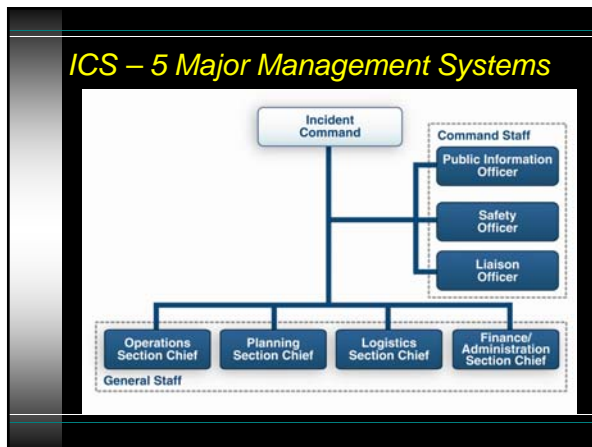 ICS – 5 Major Management Systems
Incident
Command
Command Staff
Public Information
Officer
Safety
Officer
Liaison
Officer
Operations
Section Chief
Planning
Section Chief
Logistics
Section Chief
Finance/
Administration
Section Chief
General Staff